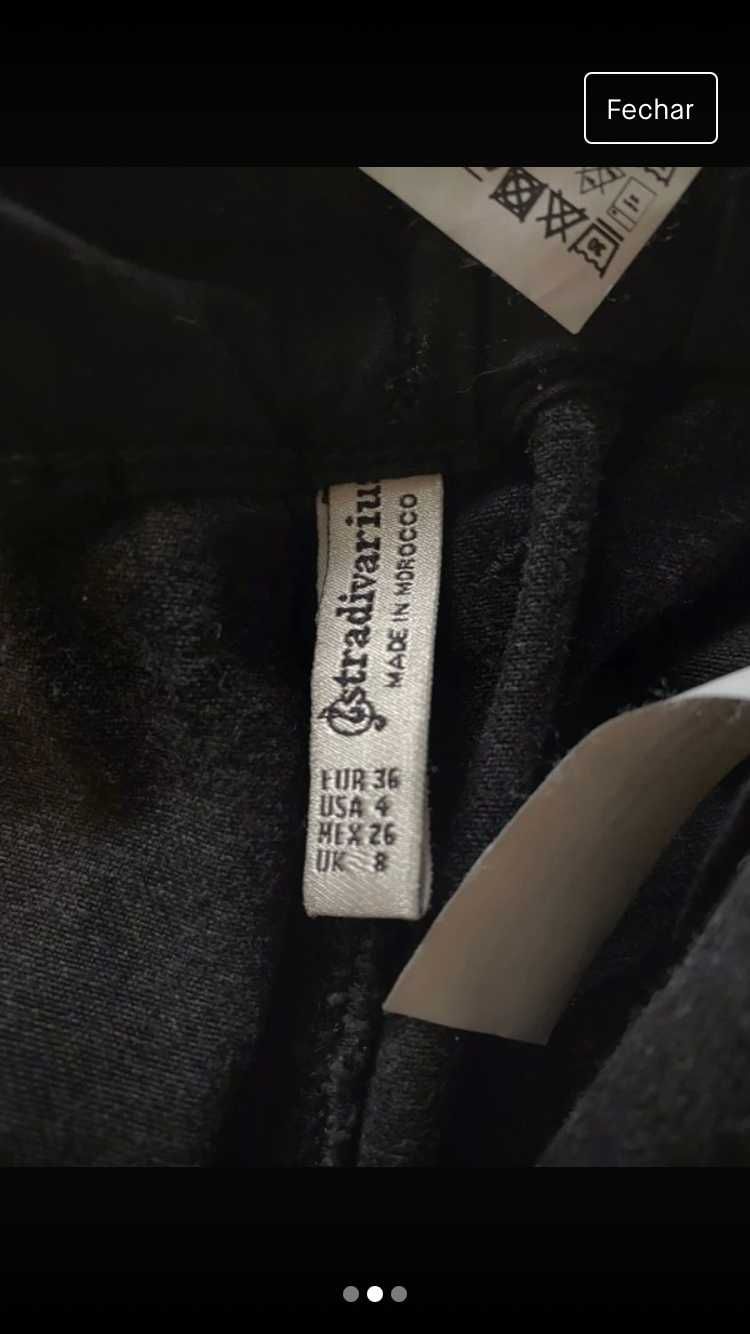 Fechar
stradivarius
MADE IN MOROCCO
EUR 36
USA 4
MEX 26
UK 8